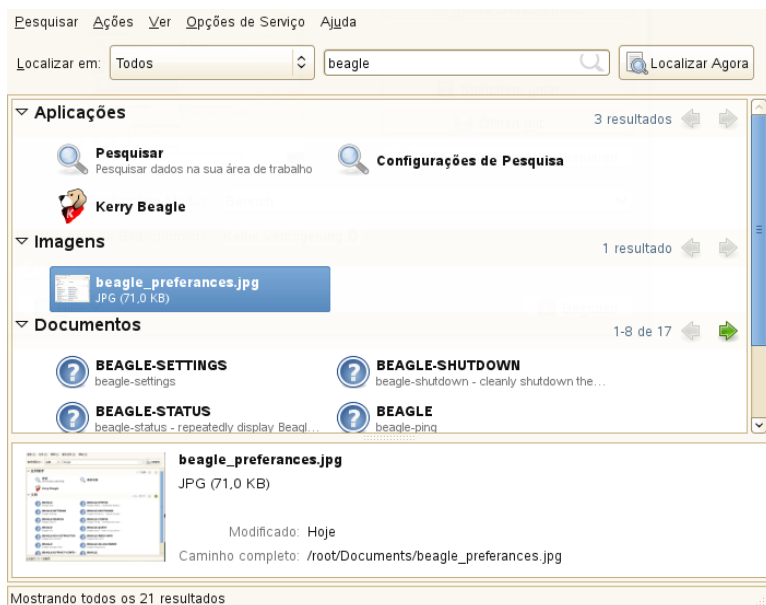 Pesquisar Ações Ver Opções de Serviço Ajuda
Localizar em: Todos beagle Localizar Agora
Aplicações 3 resultados
Pesquisar
Pesquisar dados na sua área de trabalho
Configurações de Pesquisa
Kerry Beagle
Imagens 1 resultado
beagle_preferances.jpg
JPG (71,0 KB)
Documentos 1-8 de 17
BEAGLE-SETTINGS
beagle-settings
BEAGLE-SHUTDOWN
beagle-shutdown - cleanly shutdown the...
BEAGLE-STATUS
beagle-status - repeatedly display Beagl...
BEAGLE
beagle-ping
beagle_preferances.jpg
JPG (71,0 KB)
Modificado: Hoje
Caminho completo: /root/Documents/beagle_preferances.jpg
Mostrando todos os 21 resultados